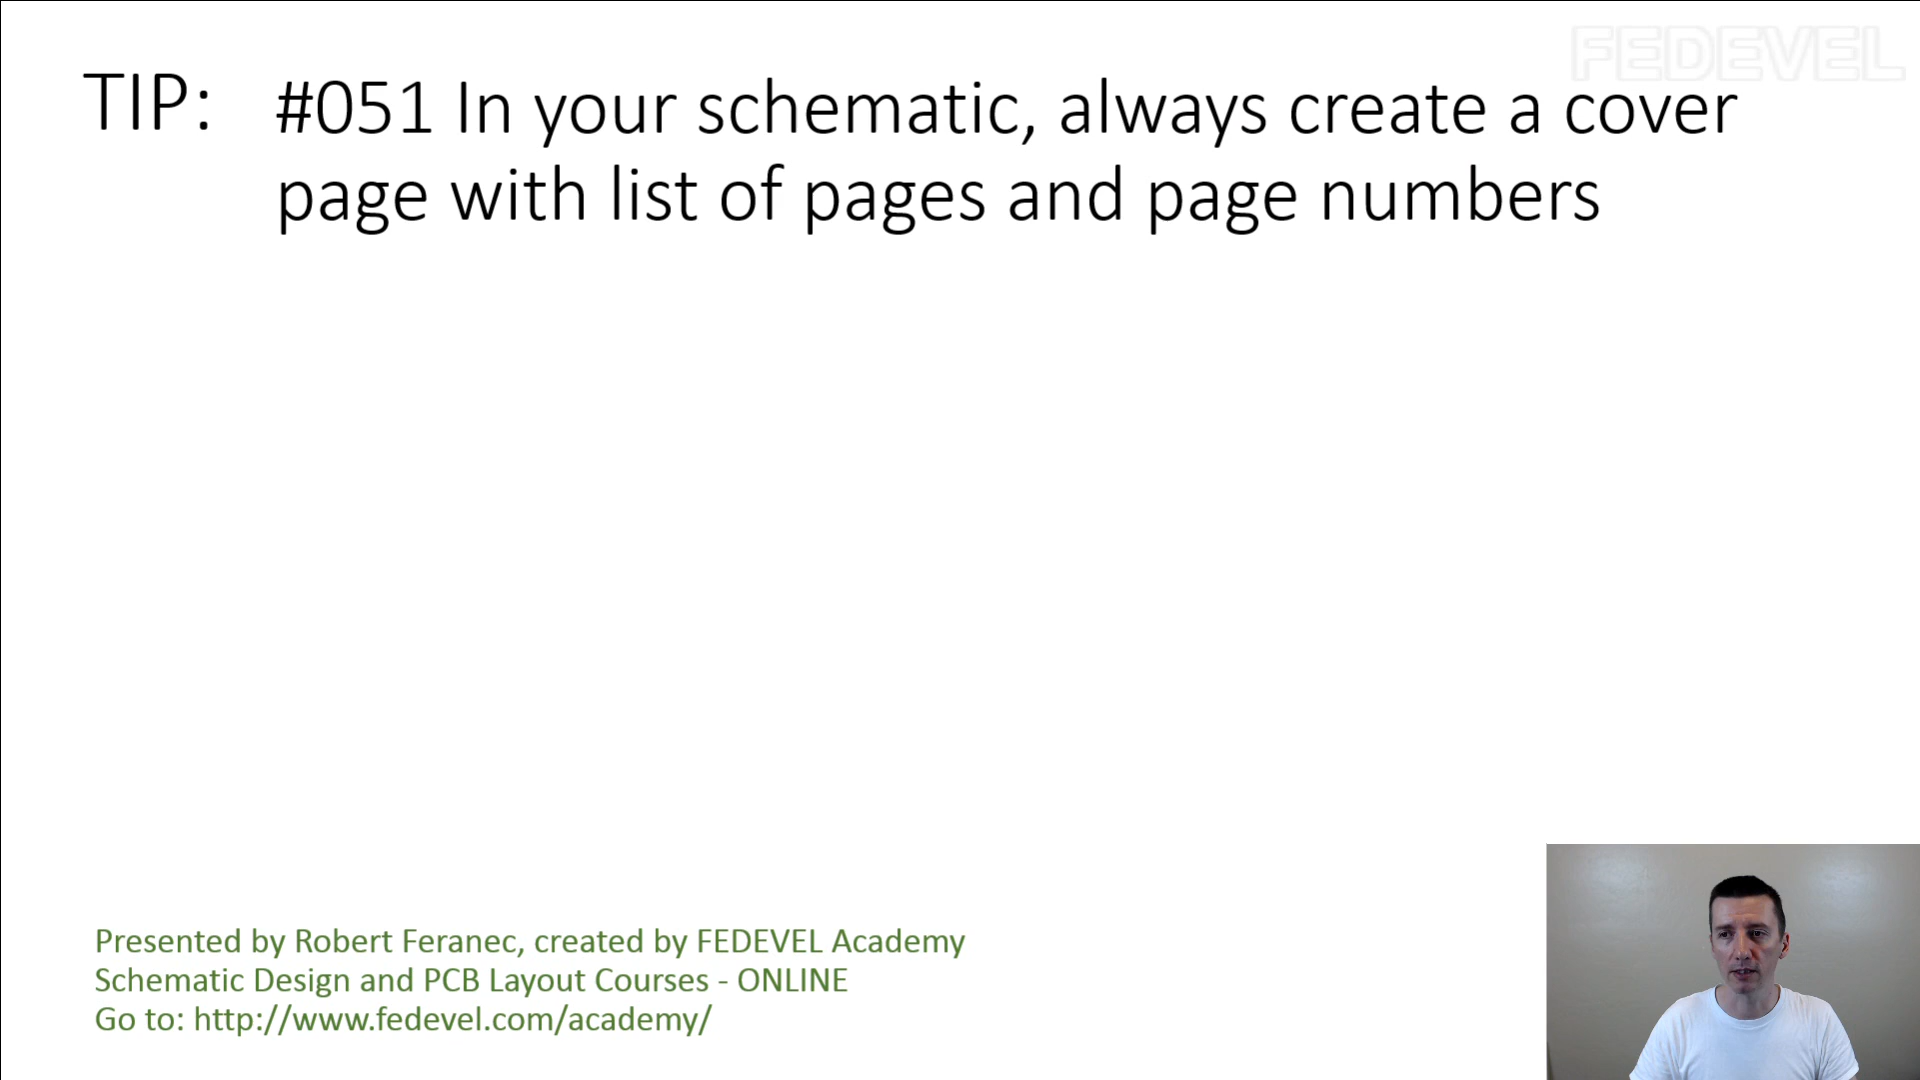 FEDEVEL
TIP: #051 In your schematic, always create a cover
page with list of pages and page numbers
Presented by Robert Feranec, created by FEDEVEL Academy
Schematic Design and PCB Layout Courses - ONLINE
Go to: http://www.fedevel.com/academy/